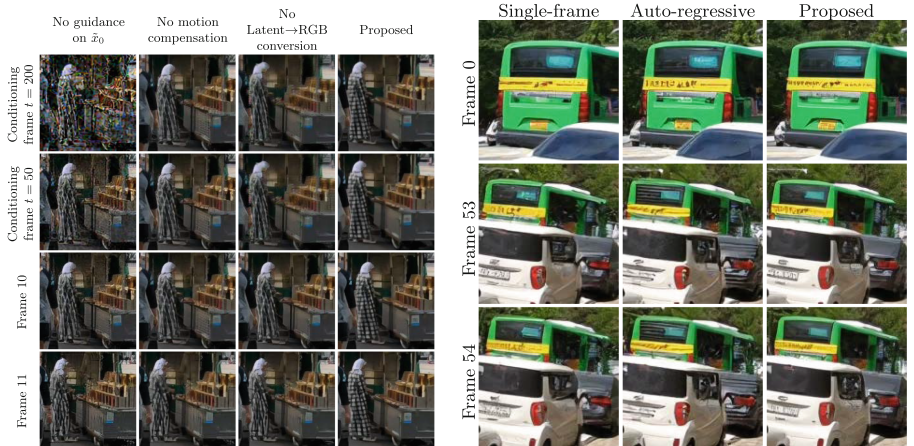 No guidance
on x̃₀
No motion
compensation
No
Latent→RGB
conversion
Proposed
Conditioning
frame t = 200
Conditioning
frame t = 50
Frame 10
Frame 11
Single-frame
Auto-regressive
Proposed
Frame 0
Frame 53
Frame 54